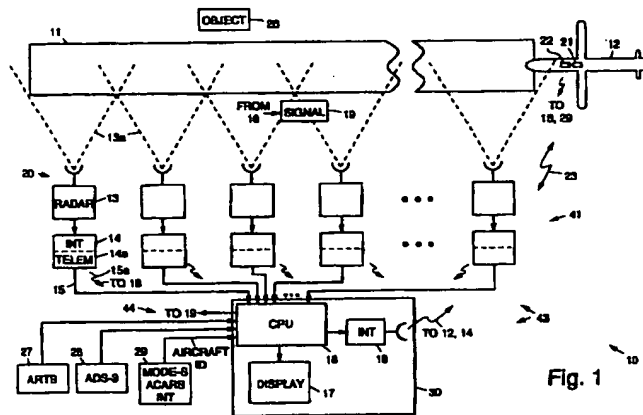 OBJECT
26
11
22
21
12
TO
18, 29
FROM
16
SIGNAL
19
13a
20
23
RADAR
13
41
INT
14
TELEM
14a
15a
15
TO 18
44
TO 19
CPU
16
INT
18
TO 12, 14
43
10
27
ARTS
28
ADS-B
29
MODE-S
ACARS
INT
AIRCRAFT
ID
DISPLAY
17
30
Fig. 1